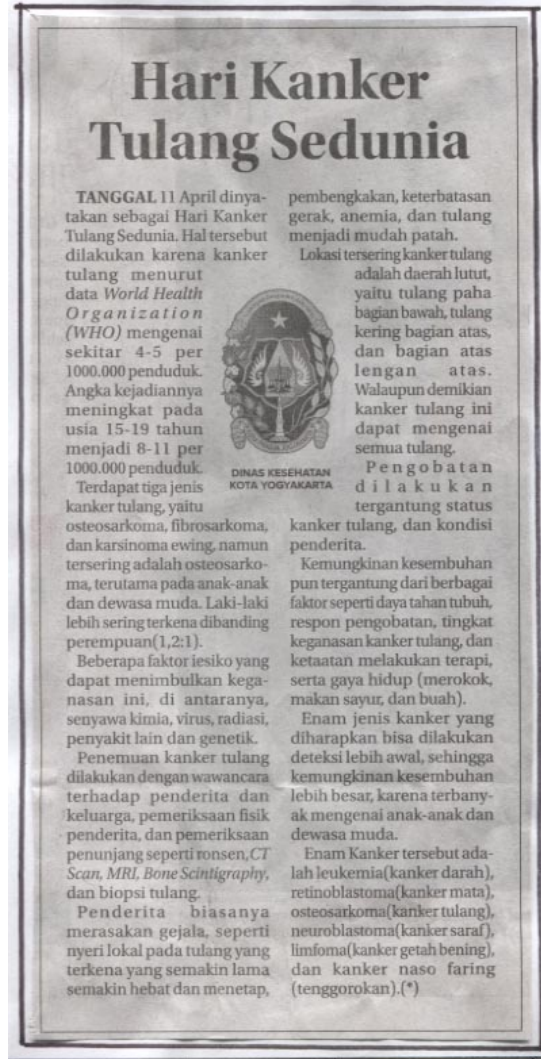 Hari Kanker
Tulang Sedunia
TANGGAL 11 April dinya-
takan sebagai Hari Kanker
Tulang Sedunia. Hal tersebut
dilakukan karena kanker
tulang menurut
data World Health
Organization
(WHO) mengenai
sekitar 4-5 per
1000.000 penduduk.
Angka kejadiannya
meningkat pada
usia 15-19 tahun
menjadi 8-11 per
1000.000 penduduk.
Terdapat tiga jenis
kanker tulang, yaitu
osteosarkoma, fibrosarkoma,
dan karsinoma ewing, namun
tersering adalah osteosarko-
ma, terutama pada anak-anak
dan dewasa muda. Laki-laki
lebih sering terkena dibanding
perempuan(1,2:1).
Beberapa faktor iesiko yang
dapat menimbulkan kega-
nasan ini, di antaranya,
senyawa kimia, virus, radiasi,
penyakit lain dan genetik.
Penemuan kanker tulang
dilakukan dengan wawancara
terhadap penderita dan
keluarga, pemeriksaan fisik
penderita, dan pemeriksaan
penunjang seperti ronsen,CT
Scan, MRI, Bone Scintigraphy,
dan biopsi tulang.
Penderita biasanya
merasakan gejala, seperti
nyeri lokal pada tulang yang
terkena yang semakin lama
semakin hebat dan menetap,
pembengkakan, keterbatasan
gerak, anemia, dan tulang
menjadi mudah patah.
Lokasi tersering kanker tulang
adalah daerah lutut,
yaitu tulang paha
bagian bawah, tulang
kering bagian atas,
dan bagian atas
lengan atas.
Walaupun demikian
kanker tulang ini
dapat mengenai
semua tulang.
Pengobatan
dilakukan
tergantung status
kanker tulang, dan kondisi
penderita.
Kemungkinan kesembuhan
pun tergantung dari berbagai
faktor seperti daya tahan tubuh,
respon pengobatan, tingkat
keganasan kanker tulang, dan
ketaatan melakukan terapi,
serta gaya hidup (merokok,
makan sayur, dan buah).
Enam jenis kanker yang
diharapkan bisa dilakukan
deteksi lebih awal, sehingga
kemungkinan kesembuhan
lebih besar, karena terbany-
ak mengenai anak-anak dan
dewasa muda.
Enam Kanker tersebut ada-
lah leukemia(kanker darah),
retinoblastoma(kanker mata),
osteosarkoma(kanker tulang),
neuroblastoma(kanker saraf),
limfoma(kanker getah bening),
dan kanker naso faring
(tenggorokan).(*)
DINAS KESEHATAN
KOTA YOGYAKARTA